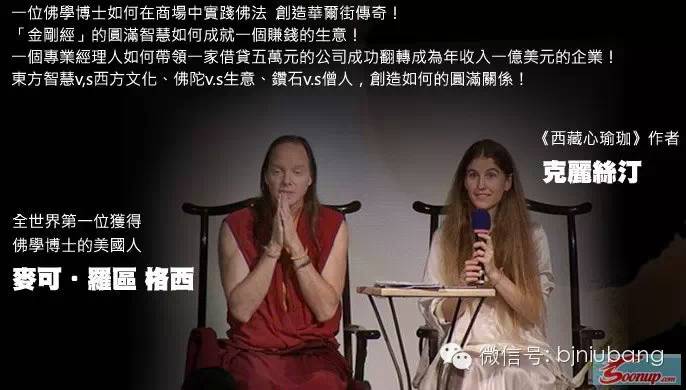 一位佛學博士如何在商場中實踐佛法 創造華爾街傳奇!
「金剛經」的圓滿智慧如何成就一個賺錢的生意!
一個專業經理人如何帶領一家借貸五萬元的公司成功翻轉成為年收入一億美元的企業!
東方智慧v,s西方文化、佛陀v.s生意、鑽石v.s僧人,創造如何的圓滿關係!
《西藏心瑜珈》作者
克麗絲汀
全世界第一位獲得
佛學博士的美國人
麥可・羅區 格西
微信号: bjniubang
Soonup.com